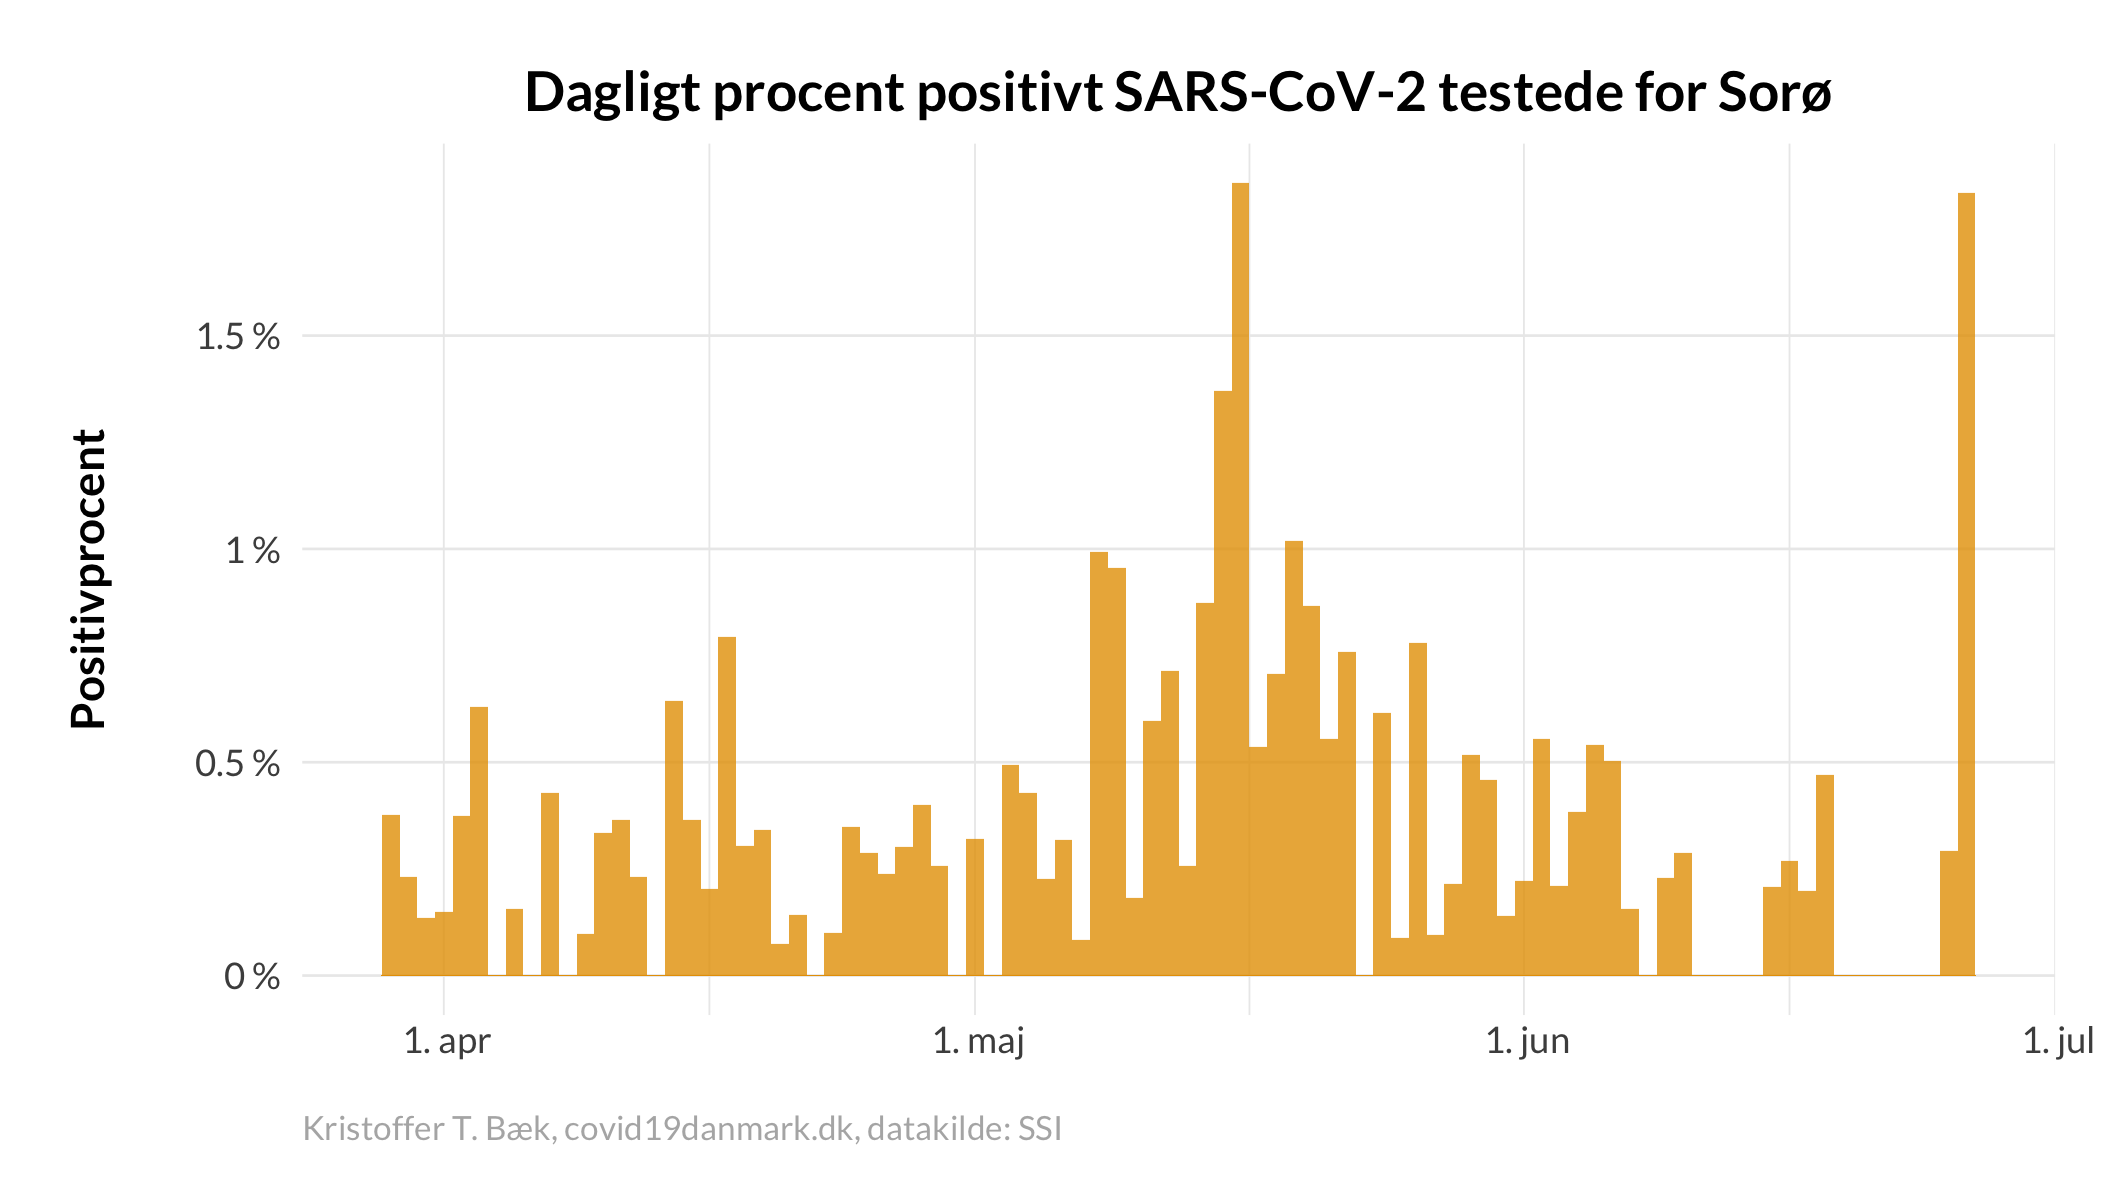 Dagligt procent positivt SARS-CoV-2 testede for Sorø
Positivprocent
1.5 %
1 %
0.5 %
0 %
1. apr
1. maj
1. jun
1. jul
Kristoffer T. Bæk, covid19danmark.dk, datakilde: SSI